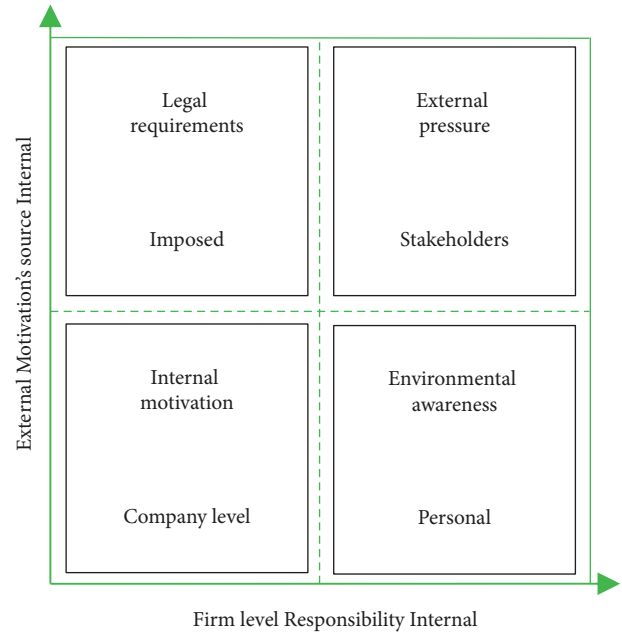 External Motivation's source Internal
Legal
requirements
Imposed
External
pressure
Stakeholders
Internal
motivation
Company level
Environmental
awareness
Personal
Firm level Responsibility Internal